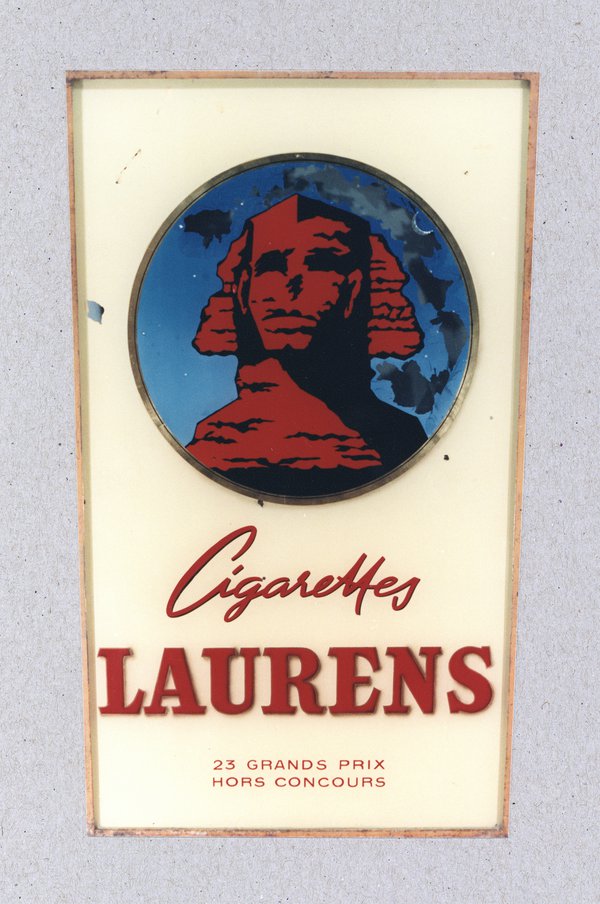 Cigarettes
LAURENS
23 GRANDS PRIX
HORS CONCOURS